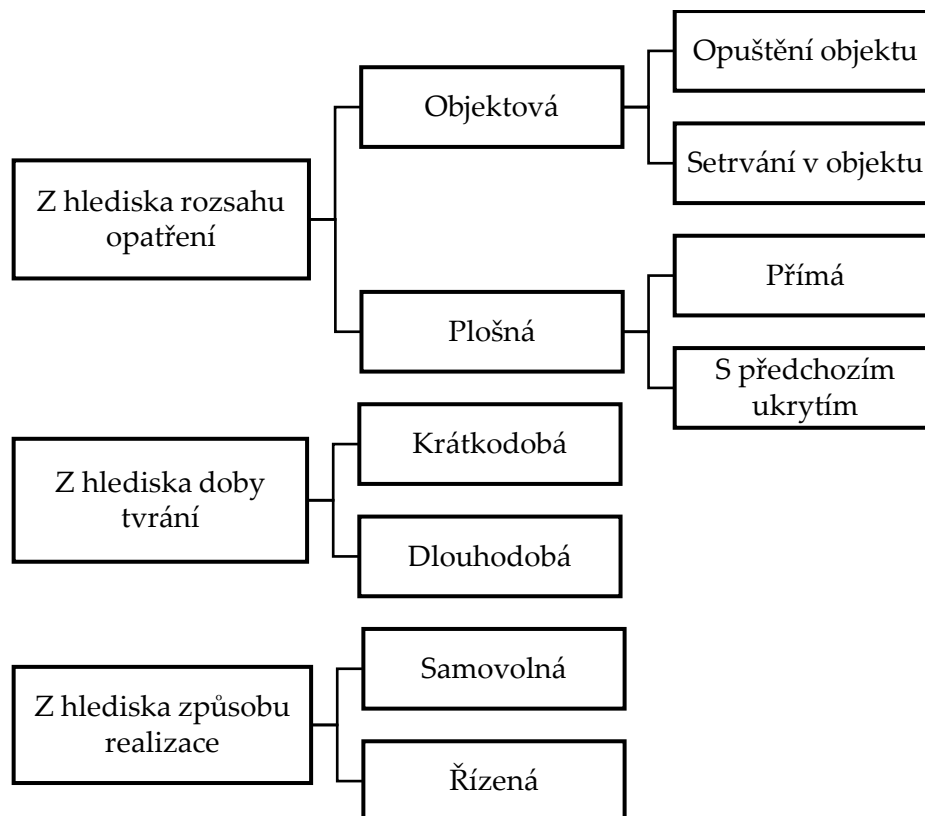 Z hlediska rozsahu
opatření
Objektová
Opuštění objektu
Setrvání v objektu
Plošná
Přímá
S předchozím
ukrytím
Z hlediska doby
tvrání
Krátkodobá
Dlouhodobá
Z hlediska způsobu
realizace
Samovolná
Řízená